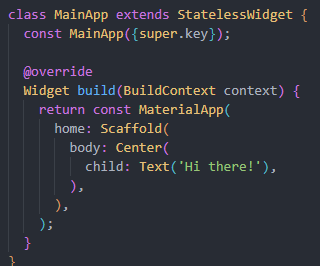 class MainApp extends StatelessWidget {
  const MainApp({super.key});

  @override
  Widget build(BuildContext context) {
    return const MaterialApp(
      home: Scaffold(
        body: Center(
          child: Text('Hi there!'),
        ),
      ),
    );
  }
}